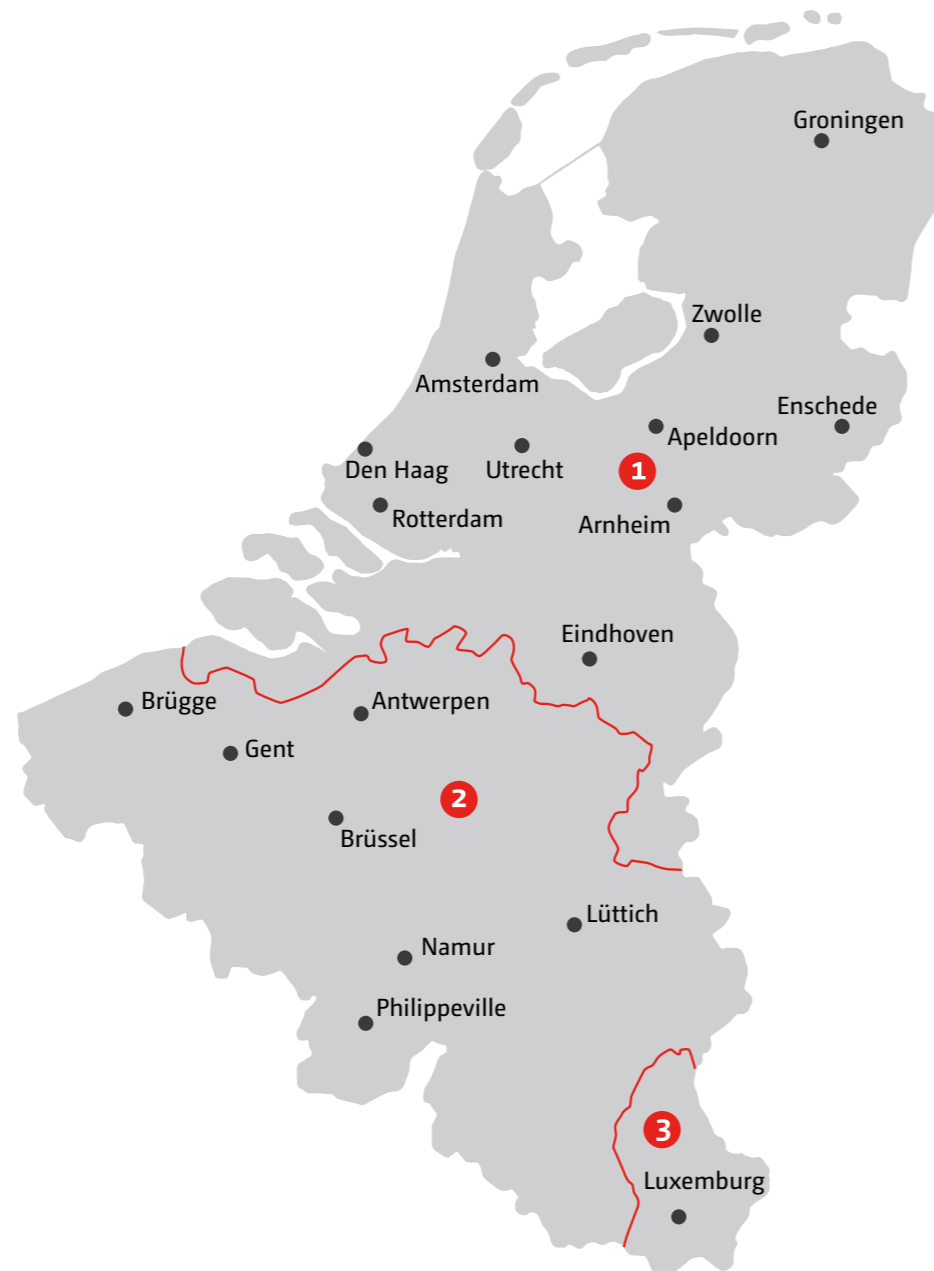 Groningen
Zwolle
Amsterdam
Enschede
Apeldoorn
Den Haag
Utrecht
1
Rotterdam
Arnheim
Eindhoven
Brügge
Antwerpen
Gent
2
Brüssel
Lüttich
Namur
Philippeville
3
Luxemburg